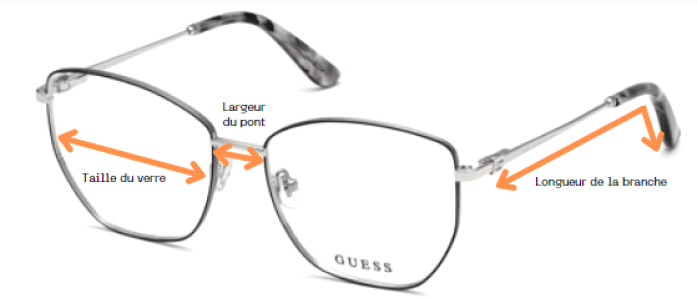 Largeur
du pont
Taille du verre
Longueur de la branche
GUESS